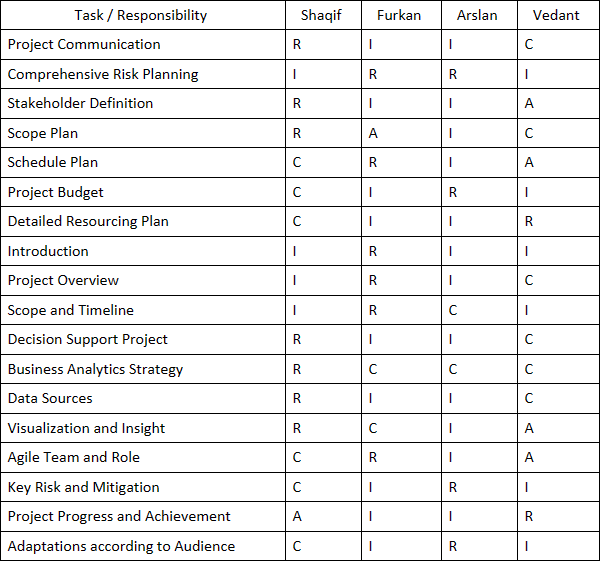 Task / Responsibility Shaqif Furkan Arslan Vedant
Project Communication R I I C
Comprehensive Risk Planning I R R I
Stakeholder Definition R I I A
Scope Plan R A I C
Schedule Plan C R I A
Project Budget C I R I
Detailed Resourcing Plan C I I R
Introduction I R I I
Project Overview I R I C
Scope and Timeline I R C I
Decision Support Project R I I C
Business Analytics Strategy R C C C
Data Sources R I I C
Visualization and Insight R C I A
Agile Team and Role C R I A
Key Risk and Mitigation C I R I
Project Progress and Achievement A I I R
Adaptations according to Audience C I R I